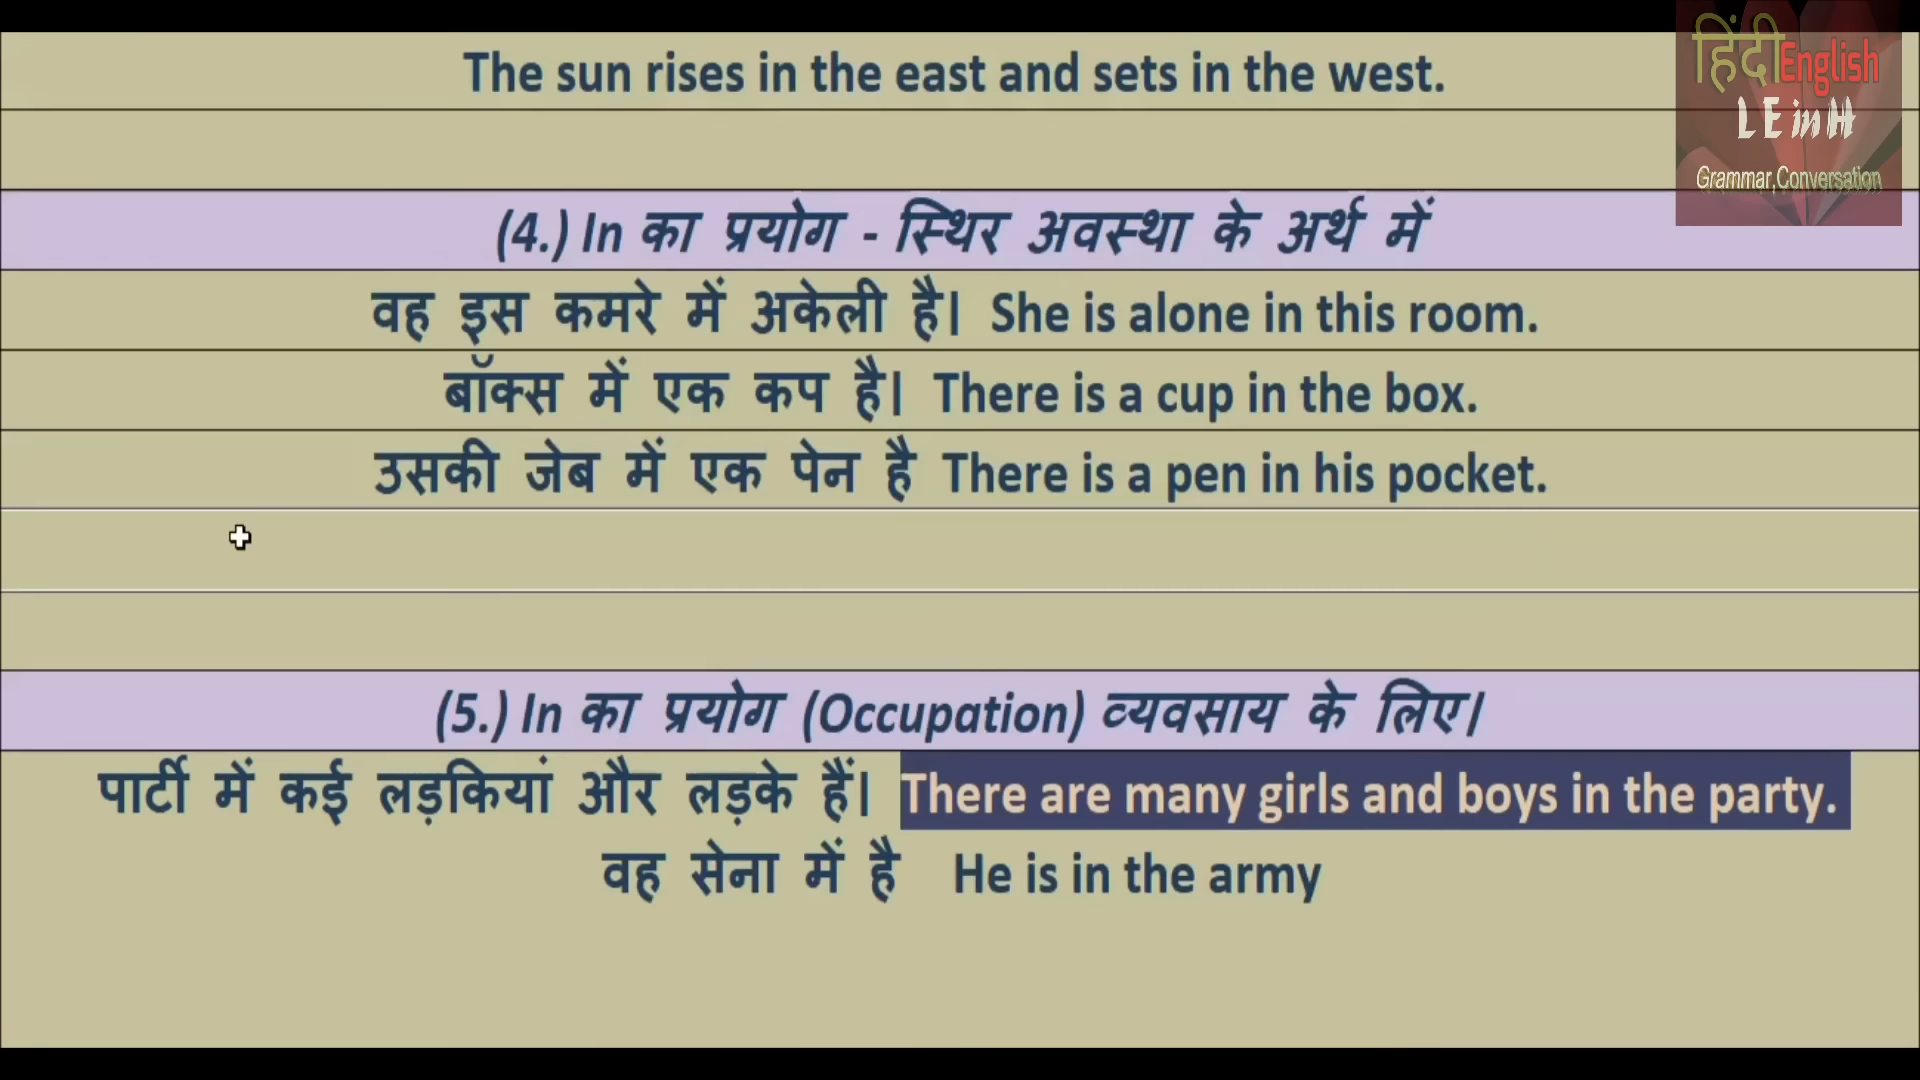 The sun rises in the east and sets in the west.
हिंदी English
L E in H
Grammar,Conversation
(4.) In का प्रयोग - स्थिर अवस्था के अर्थ में
वह इस कमरे में अकेली है। She is alone in this room.
बॉक्स में एक कप है। There is a cup in the box.
उसकी जेब में एक पेन है There is a pen in his pocket.
(5.) In का प्रयोग (Occupation) व्यवसाय के लिए।
पार्टी में कई लड़कियां और लड़के हैं। There are many girls and boys in the party.
वह सेना में है He is in the army